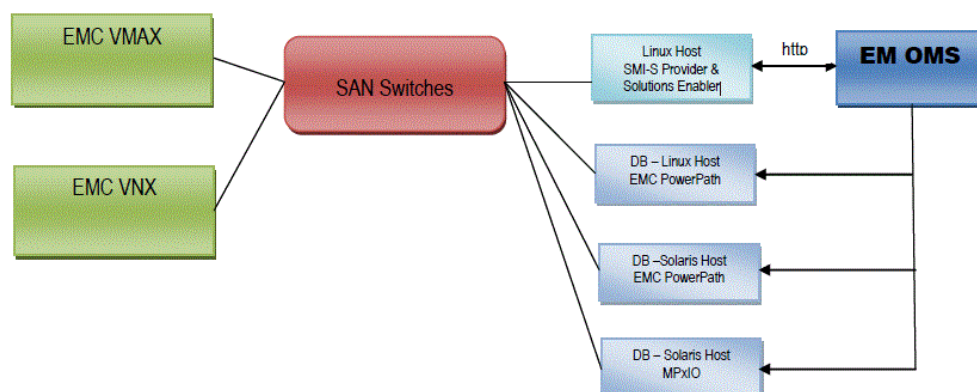 EMC VMAX
SAN Switches
Linux Host
SMI-S Provider &
Solutions Enabler
http
EM OMS
EMC VNX
DB – Linux Host
EMC PowerPath
DB –Solaris Host
EMC PowerPath
DB – Solaris Host
MPxIO